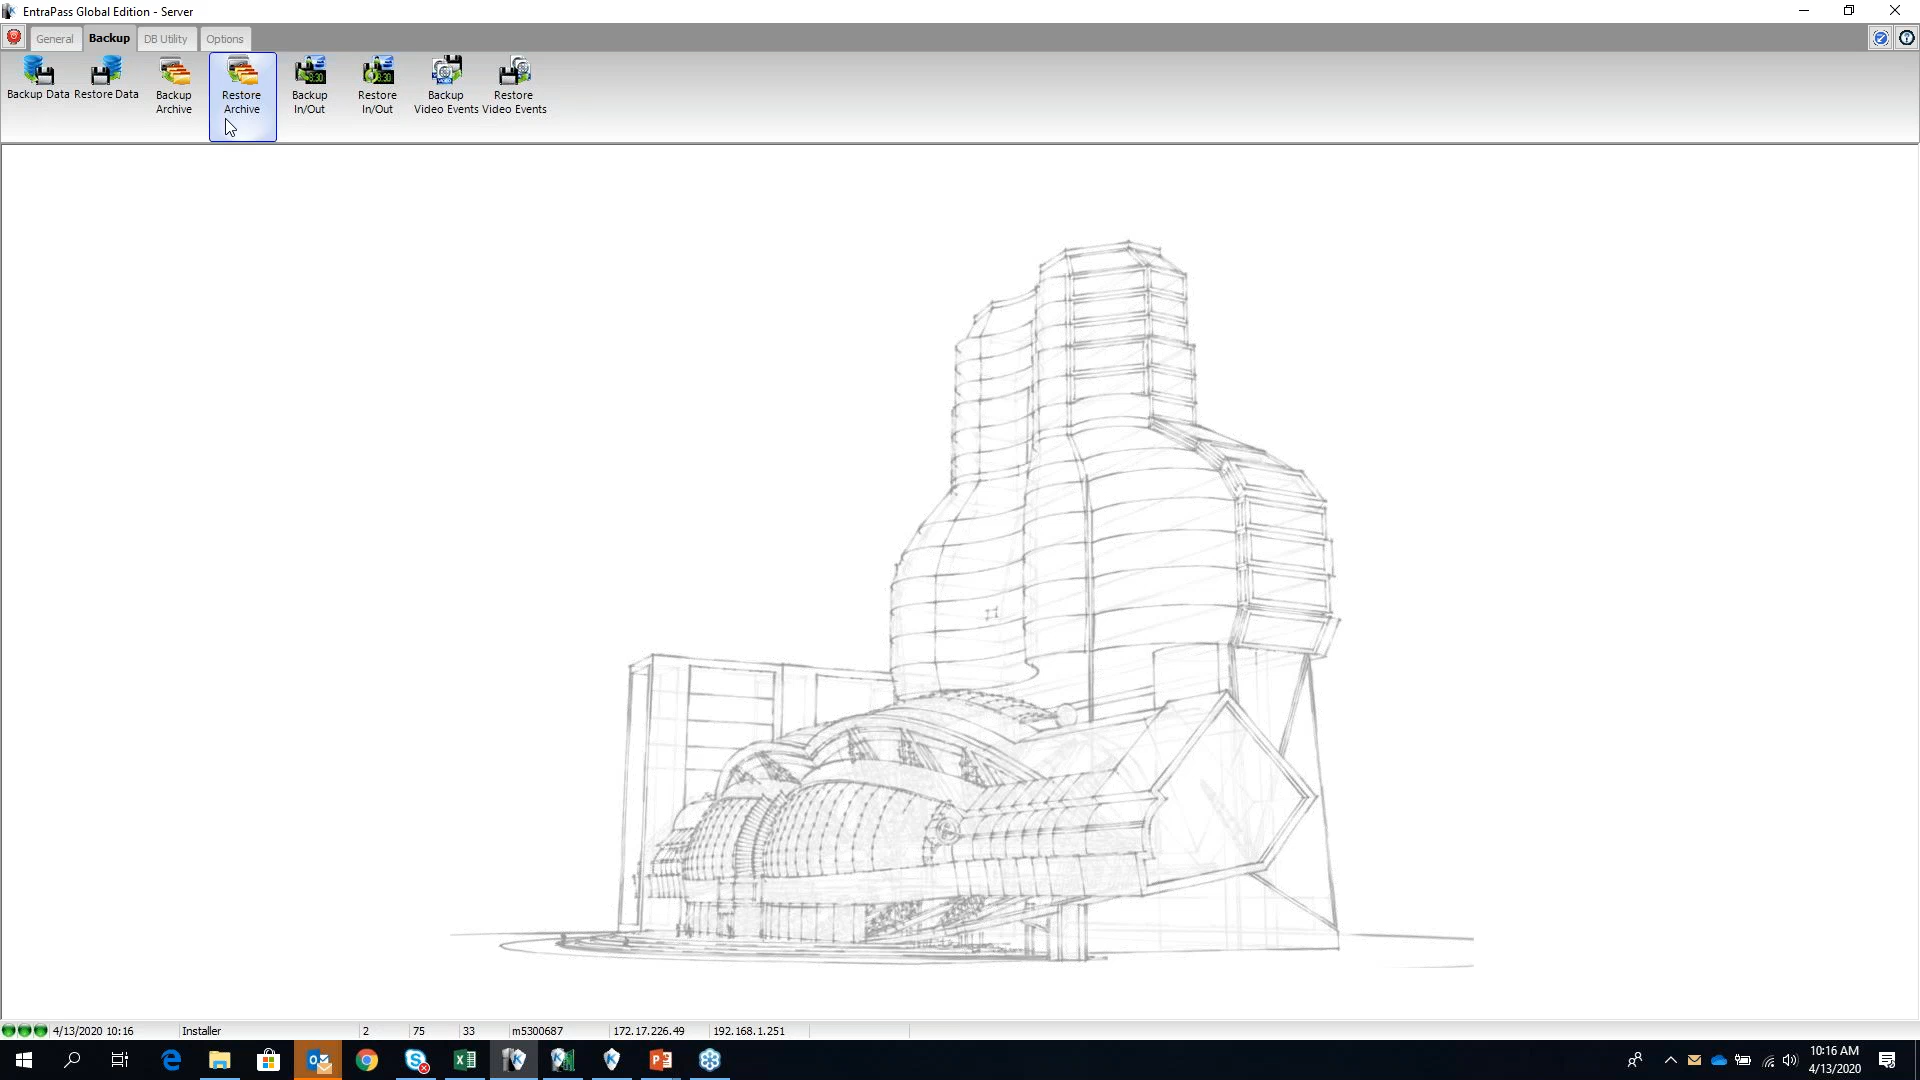 EntraPass Global Edition - Server
General Backup DB Utility Options
Backup Data Restore Data Backup Archive Restore Archive Backup In/Out Restore In/Out Backup Video Events Restore Video Events
4/13/2020 10:16 Installer 2 75 33 m5300687 172.17.226.49 192.168.1.251
10:16 AM
4/13/2020